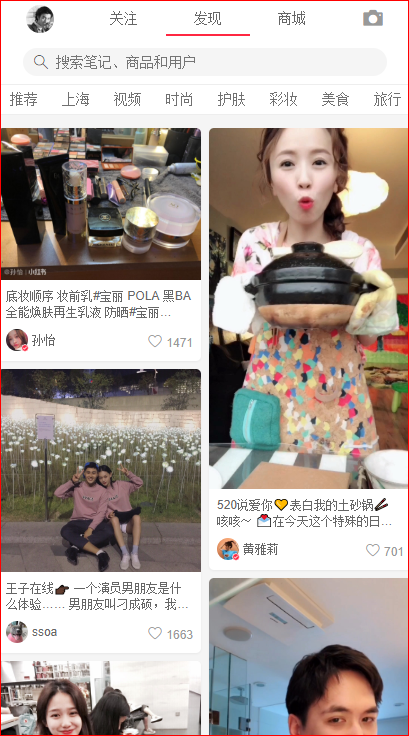 关注 发现 商城
搜索笔记、商品和用户
推荐 上海 视频 时尚 护肤 彩妆 美食 旅行
@孙怡 | 小红书
底妆顺序 妆前乳#宝丽 POLA 黑BA
全能焕肤再生乳液 防晒#宝丽...
孙怡 1471
520说爱你💛表白我的土砂锅🥢
咳咳～ 💌在今天这个特殊的日...
黄雅莉 701
王子在线👉🏿 一个演员男朋友是什
么体验…… 男朋友叫刁成硕，我...
ssoa 1663